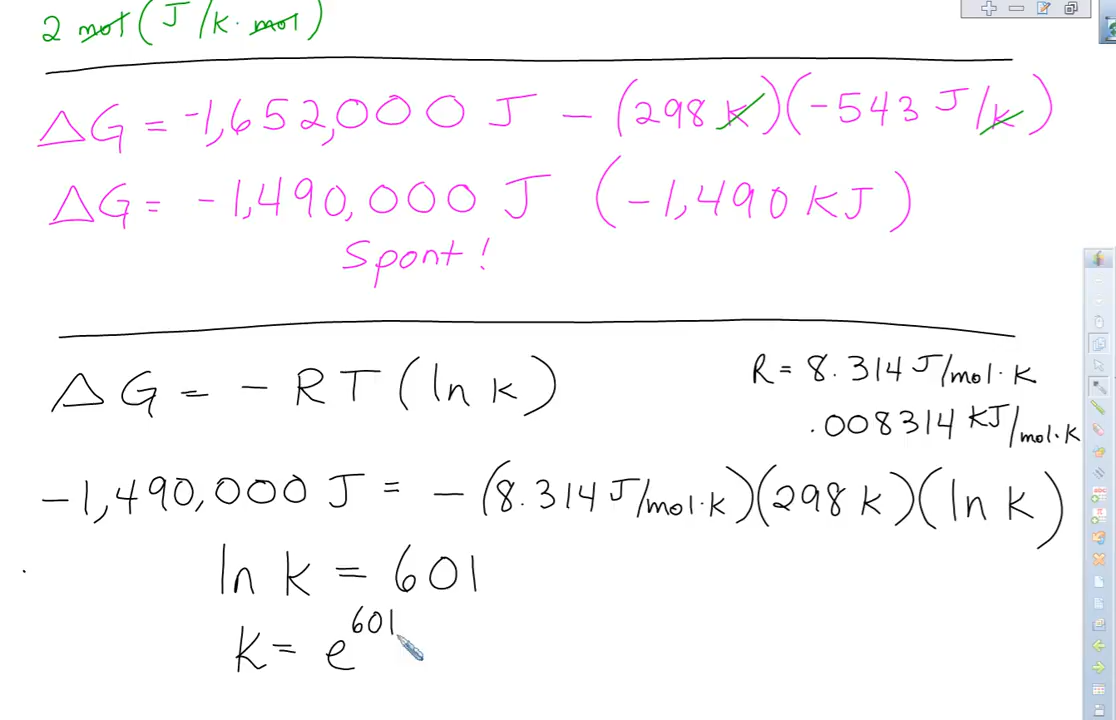 2 mol (J/K·mol)
ΔG = -1,652,000 J - (298 K)(-543 J/K)
ΔG = -1,490,000 J (-1,490 KJ)
Spont!
ΔG = - RT (ln K)
R = 8.314 J/mol·K
.008314 KJ/mol·K
-1,490,000 J = - (8.314 J/mol·K)(298 K)(ln K)
ln K = 601
K = e^601